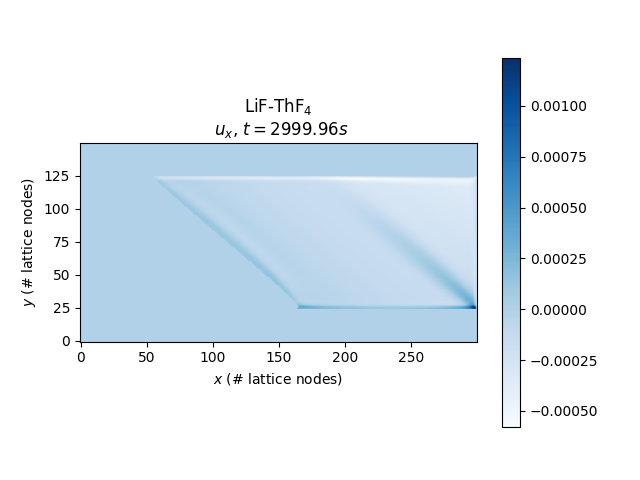 LiF-ThF₄
uₓ, t = 2999.96s
125
100
75
50
25
0
y (# lattice nodes)
0 50 100 150 200 250
x (# lattice nodes)
0.00100
0.00075
0.00050
0.00025
0.00000
−0.00025
−0.00050